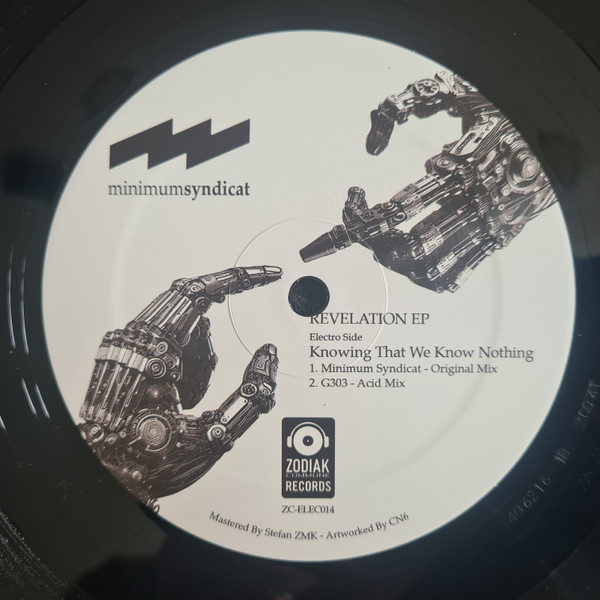 minimumsyndicat
REVELATION EP
Electro Side
Knowing That We Know Nothing
1. Minimum Syndicat - Original Mix
2. G303 - Acid Mix
ZODIAK
COMMUNE
RECORDS
ZC-ELEC014
Mastered By Stefan ZMK - Artworked By CN6